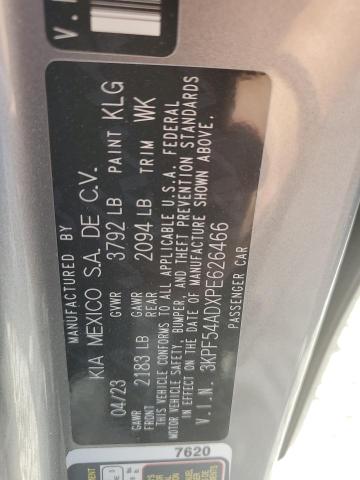 V.I
MANUFACTURED BY
KIA MEXICO S.A. DE C.V.
04/23 GVWR 3792 LB PAINT KLG
GAWR FRONT 2183 LB GAWR REAR 2094 LB TRIM WK
THIS VEHICLE CONFORMS TO ALL APPLICABLE U.S.A. FEDERAL
MOTOR VEHICLE SAFETY, BUMPER, AND THEFT PREVENTION STANDARDS
IN EFFECT ON THE DATE OF MANUFACTURE SHOWN ABOVE.
V.I.N. 3KPF54ADXPE626466
PASSENGER CAR
7620